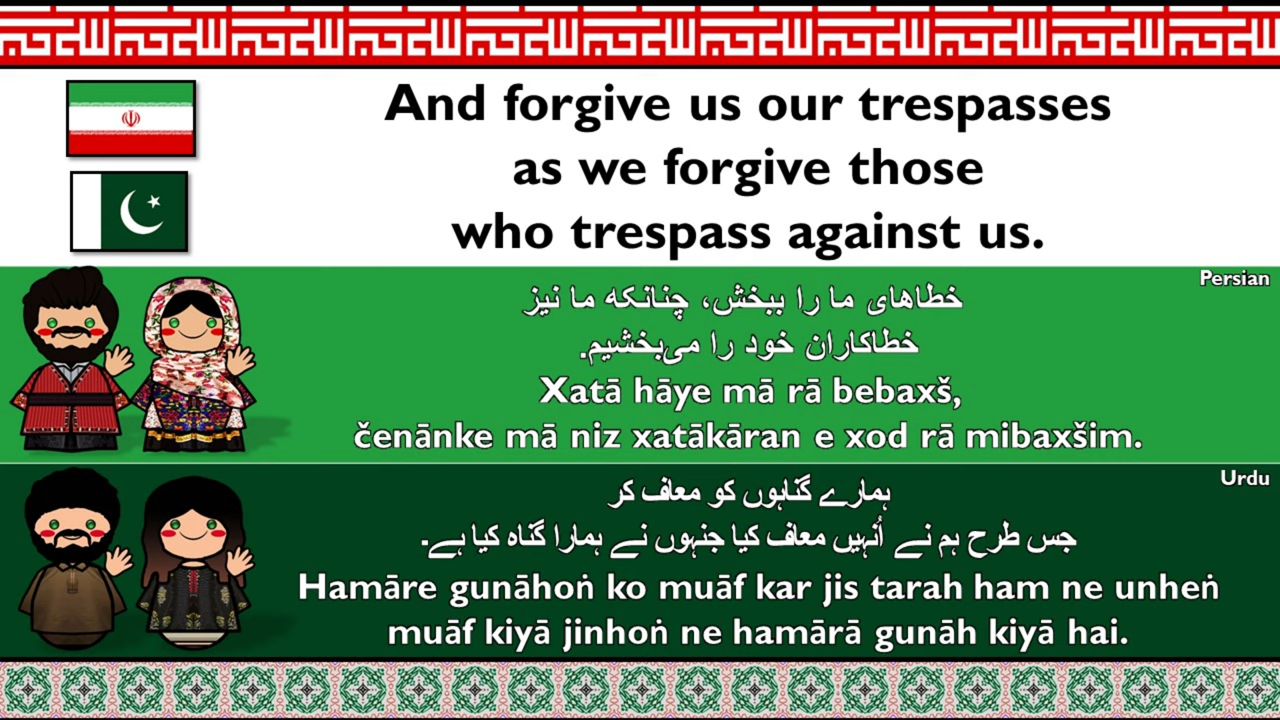 And forgive us our trespasses
as we forgive those
who trespass against us.
Persian
خطاهای ما را ببخش، چنانکه ما نیز
خطاکاران خود را می‌بخشیم.
Xatā hāye mā rā bebaxš,
čenānke mā niz xatākāran e xod rā mibaxšim.
Urdu
ہمارے گناہوں کو معاف کر
جس طرح ہم نے اُنہیں معاف کیا جنہوں نے ہمارا گناہ کیا ہے۔
Hamāre gunāhoṅ ko muāf kar jis tarah ham ne unheṅ
muāf kiyā jinhoṅ ne hamārā gunāh kiyā hai.